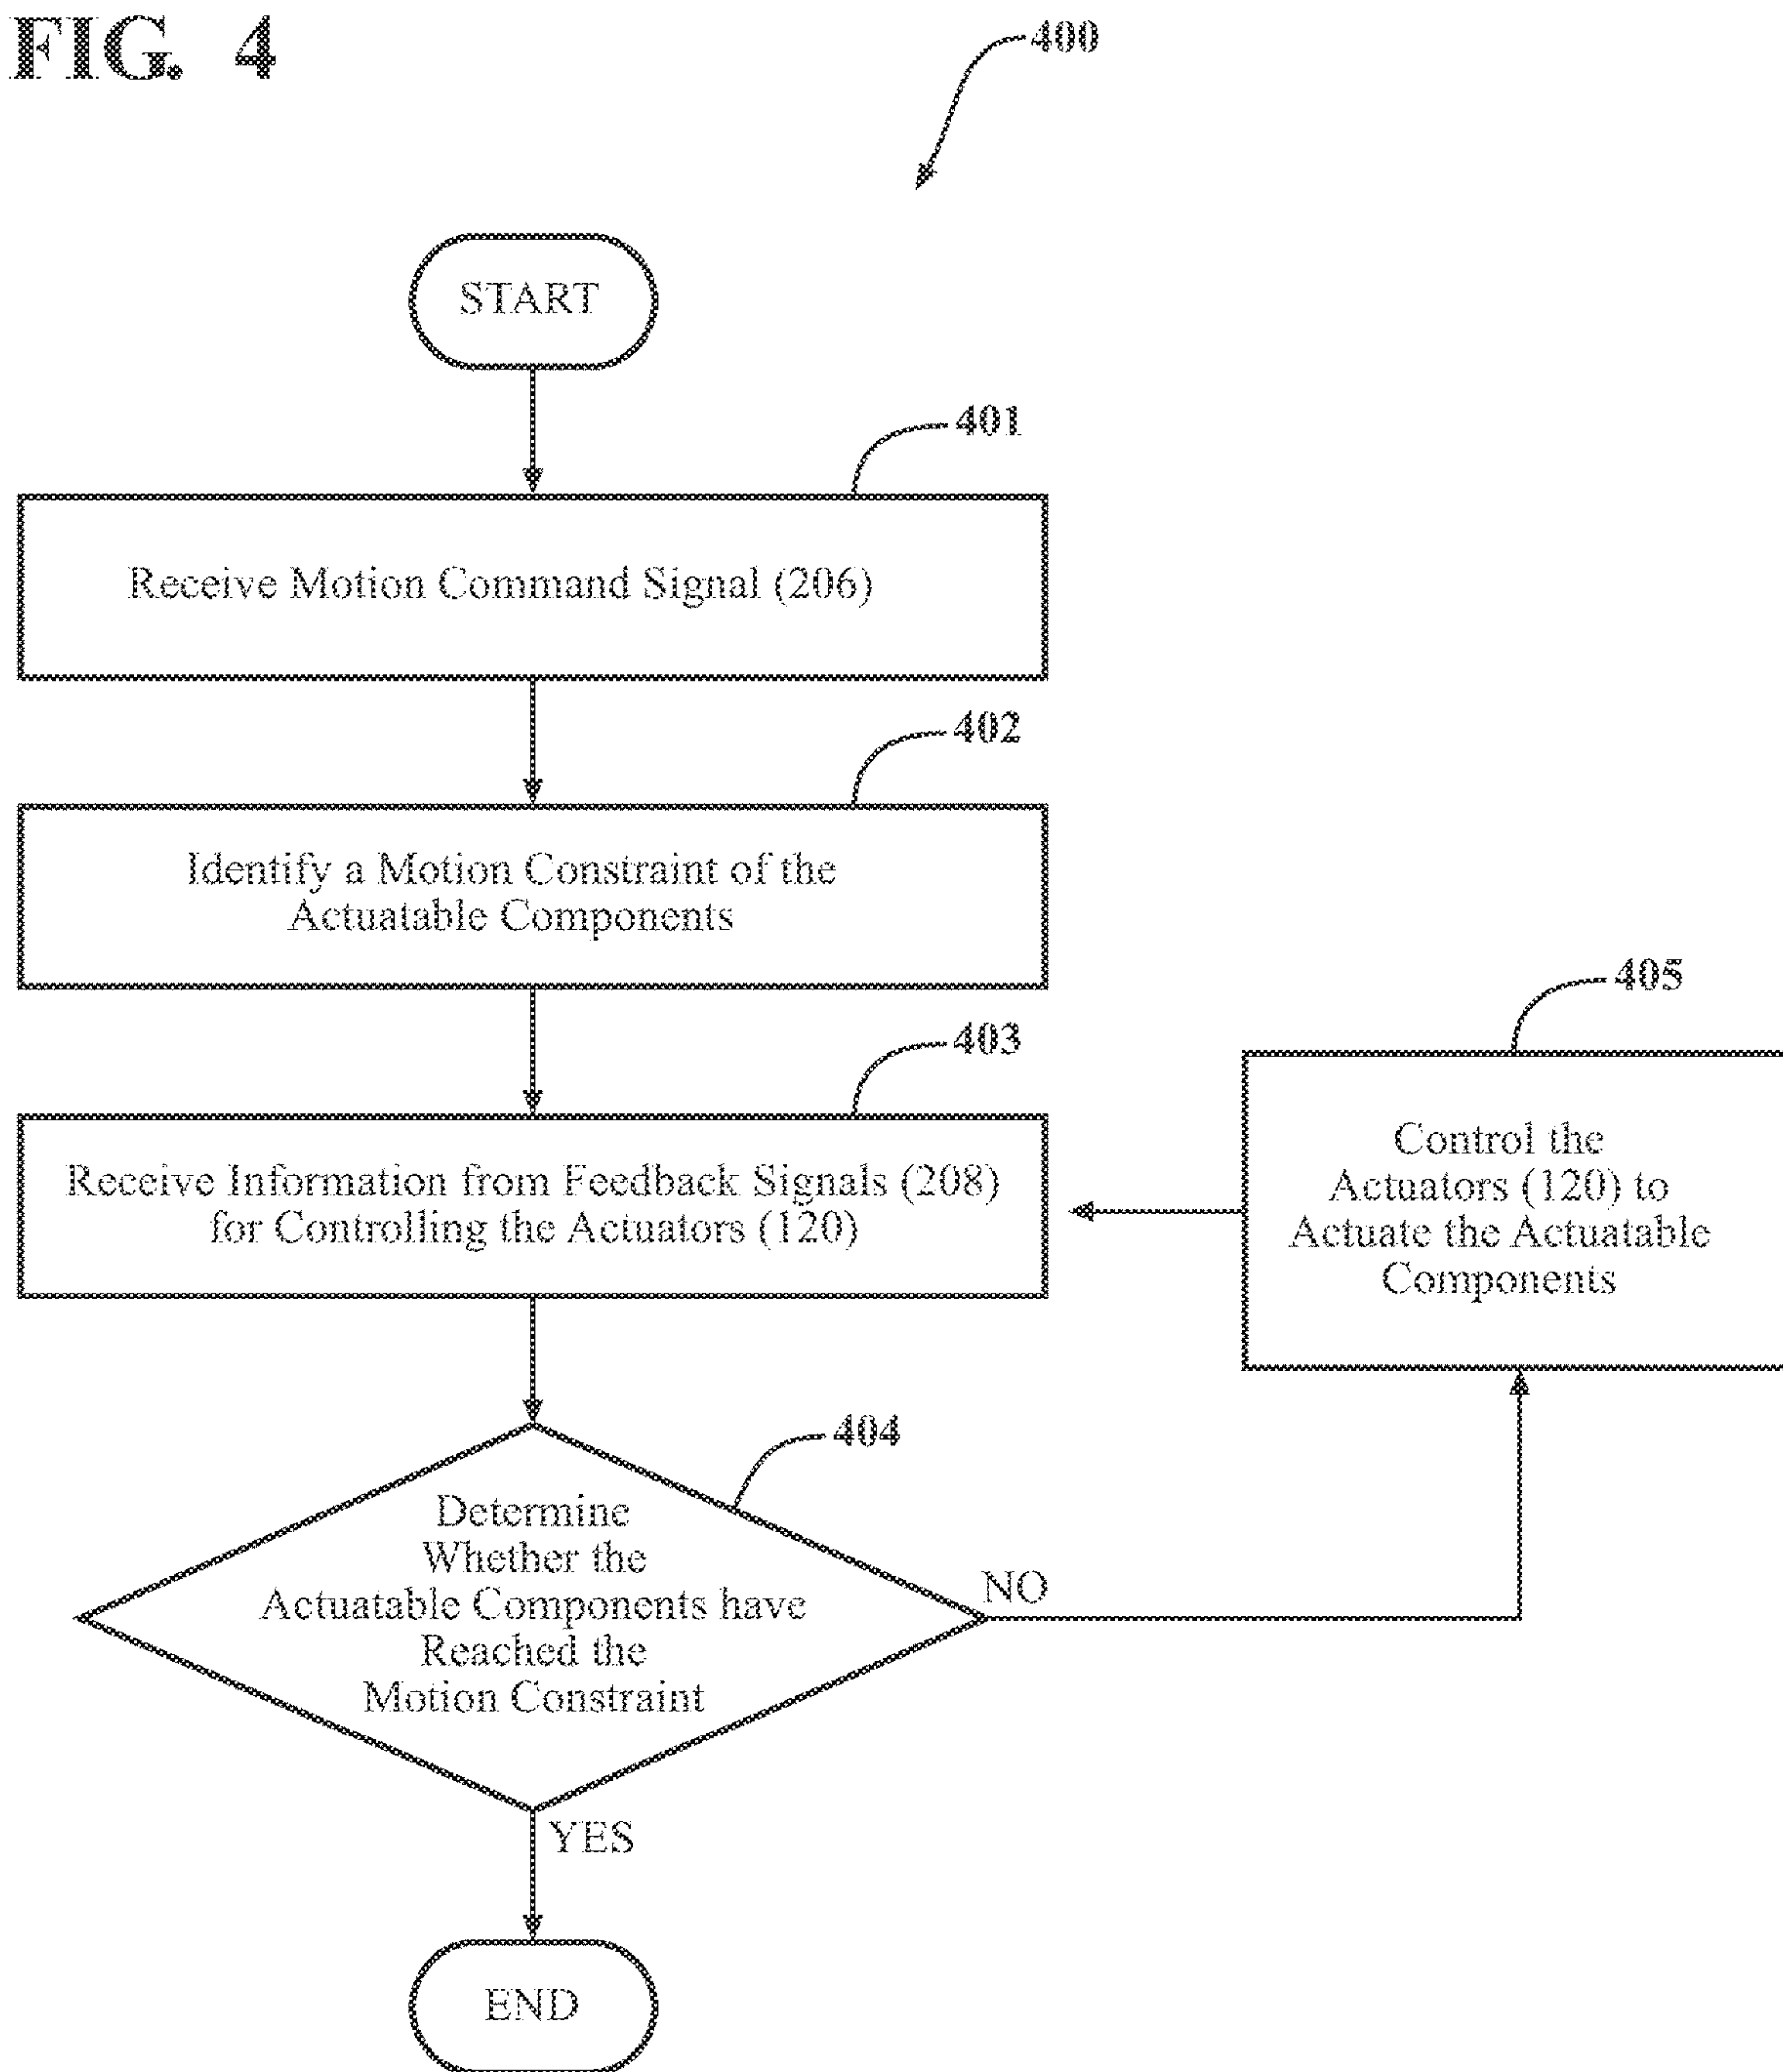 FIG. 4
400
START
401
Receive Motion Command Signal (206)
402
Identify a Motion Constraint of the
Actuatable Components
403
Receive Information from Feedback Signals (208)
for Controlling the Actuators (120)
405
Control the
Actuators (120) to
Actuate the Actuatable
Components
404
Determine
Whether the
Actuatable Components have
Reached the
Motion Constraint
NO
YES
END